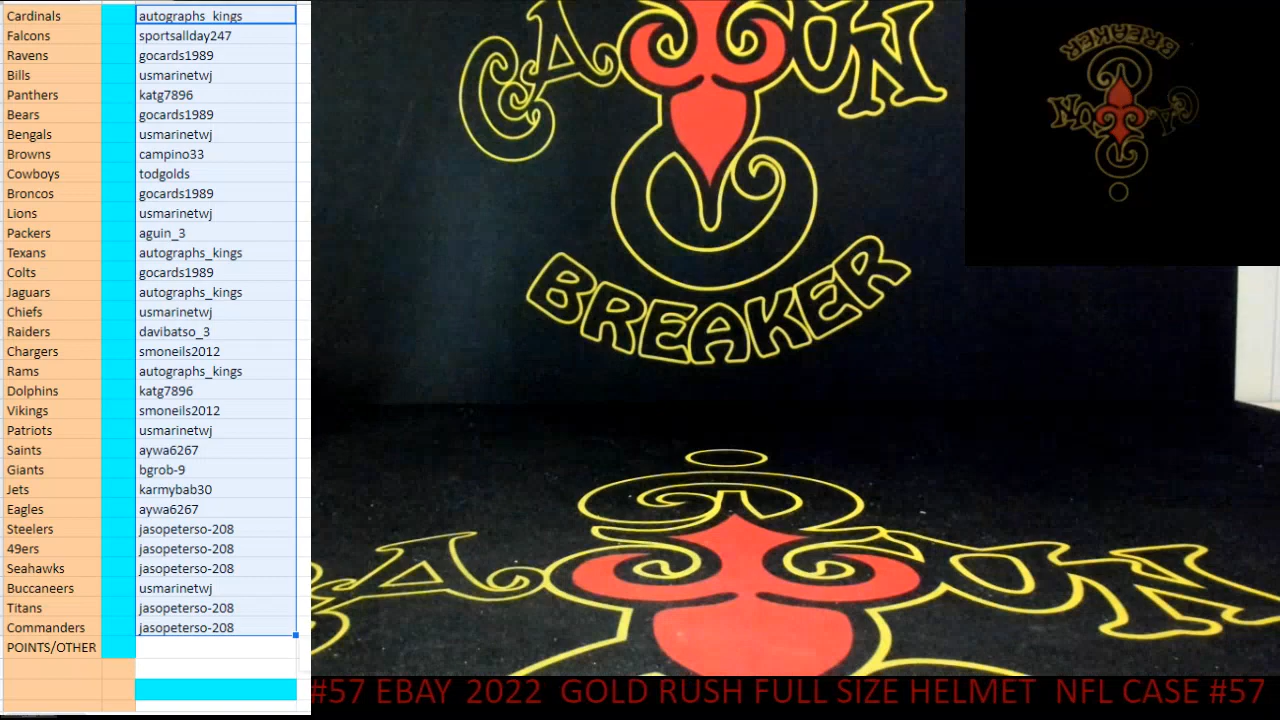 Cardinals autographs_kings
Falcons sportsallday247
Ravens gocards1989
Bills usmarinetwj
Panthers katg7896
Bears gocards1989
Bengals usmarinetwj
Browns campino33
Cowboys todgolds
Broncos gocards1989
Lions usmarinetwj
Packers aguin_3
Texans autographs_kings
Colts gocards1989
Jaguars autographs_kings
Chiefs usmarinetwj
Raiders davibatso_3
Chargers smoneils2012
Rams autographs_kings
Dolphins katg7896
Vikings smoneils2012
Patriots usmarinetwj
Saints aywa6267
Giants bgrob-9
Jets karmybab30
Eagles aywa6267
Steelers jasopeterso-208
49ers jasopeterso-208
Seahawks jasopeterso-208
Buccaneers usmarinetwj
Titans jasopeterso-208
Commanders jasopeterso-208
POINTS/OTHER
CAJUN
BREAKER
BREAKER
CAJUN
CAJUN
#57 EBAY 2022 GOLD RUSH FULL SIZE HELMET NFL CASE #57